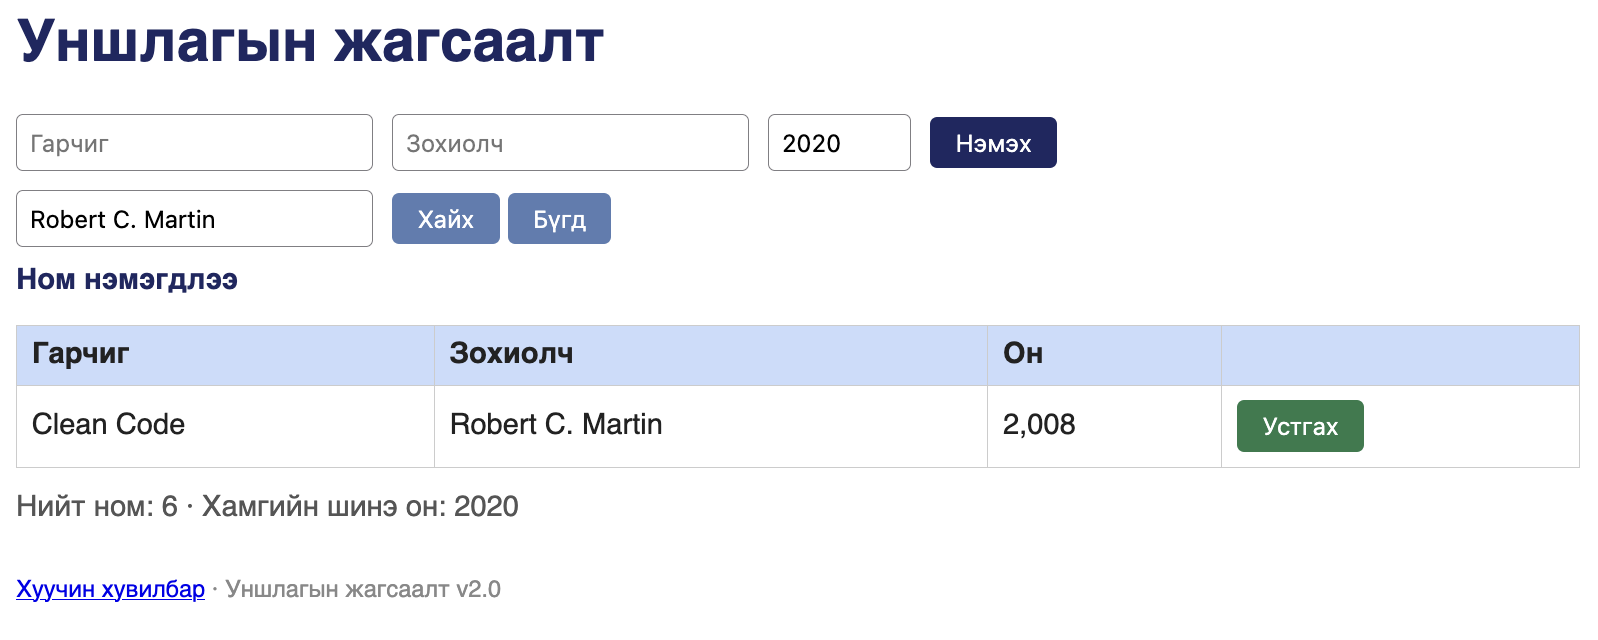 Уншлагын жагсаалт
Гарчиг Зохиолч 2020 Нэмэх
Robert C. Martin Хайх Бүгд
Ном нэмэгдлээ
Гарчиг Зохиолч Он
Clean Code Robert C. Martin 2,008 Устгах
Нийт ном: 6 · Хамгийн шинэ он: 2020
Хуучин хувилбар · Уншлагын жагсаалт v2.0